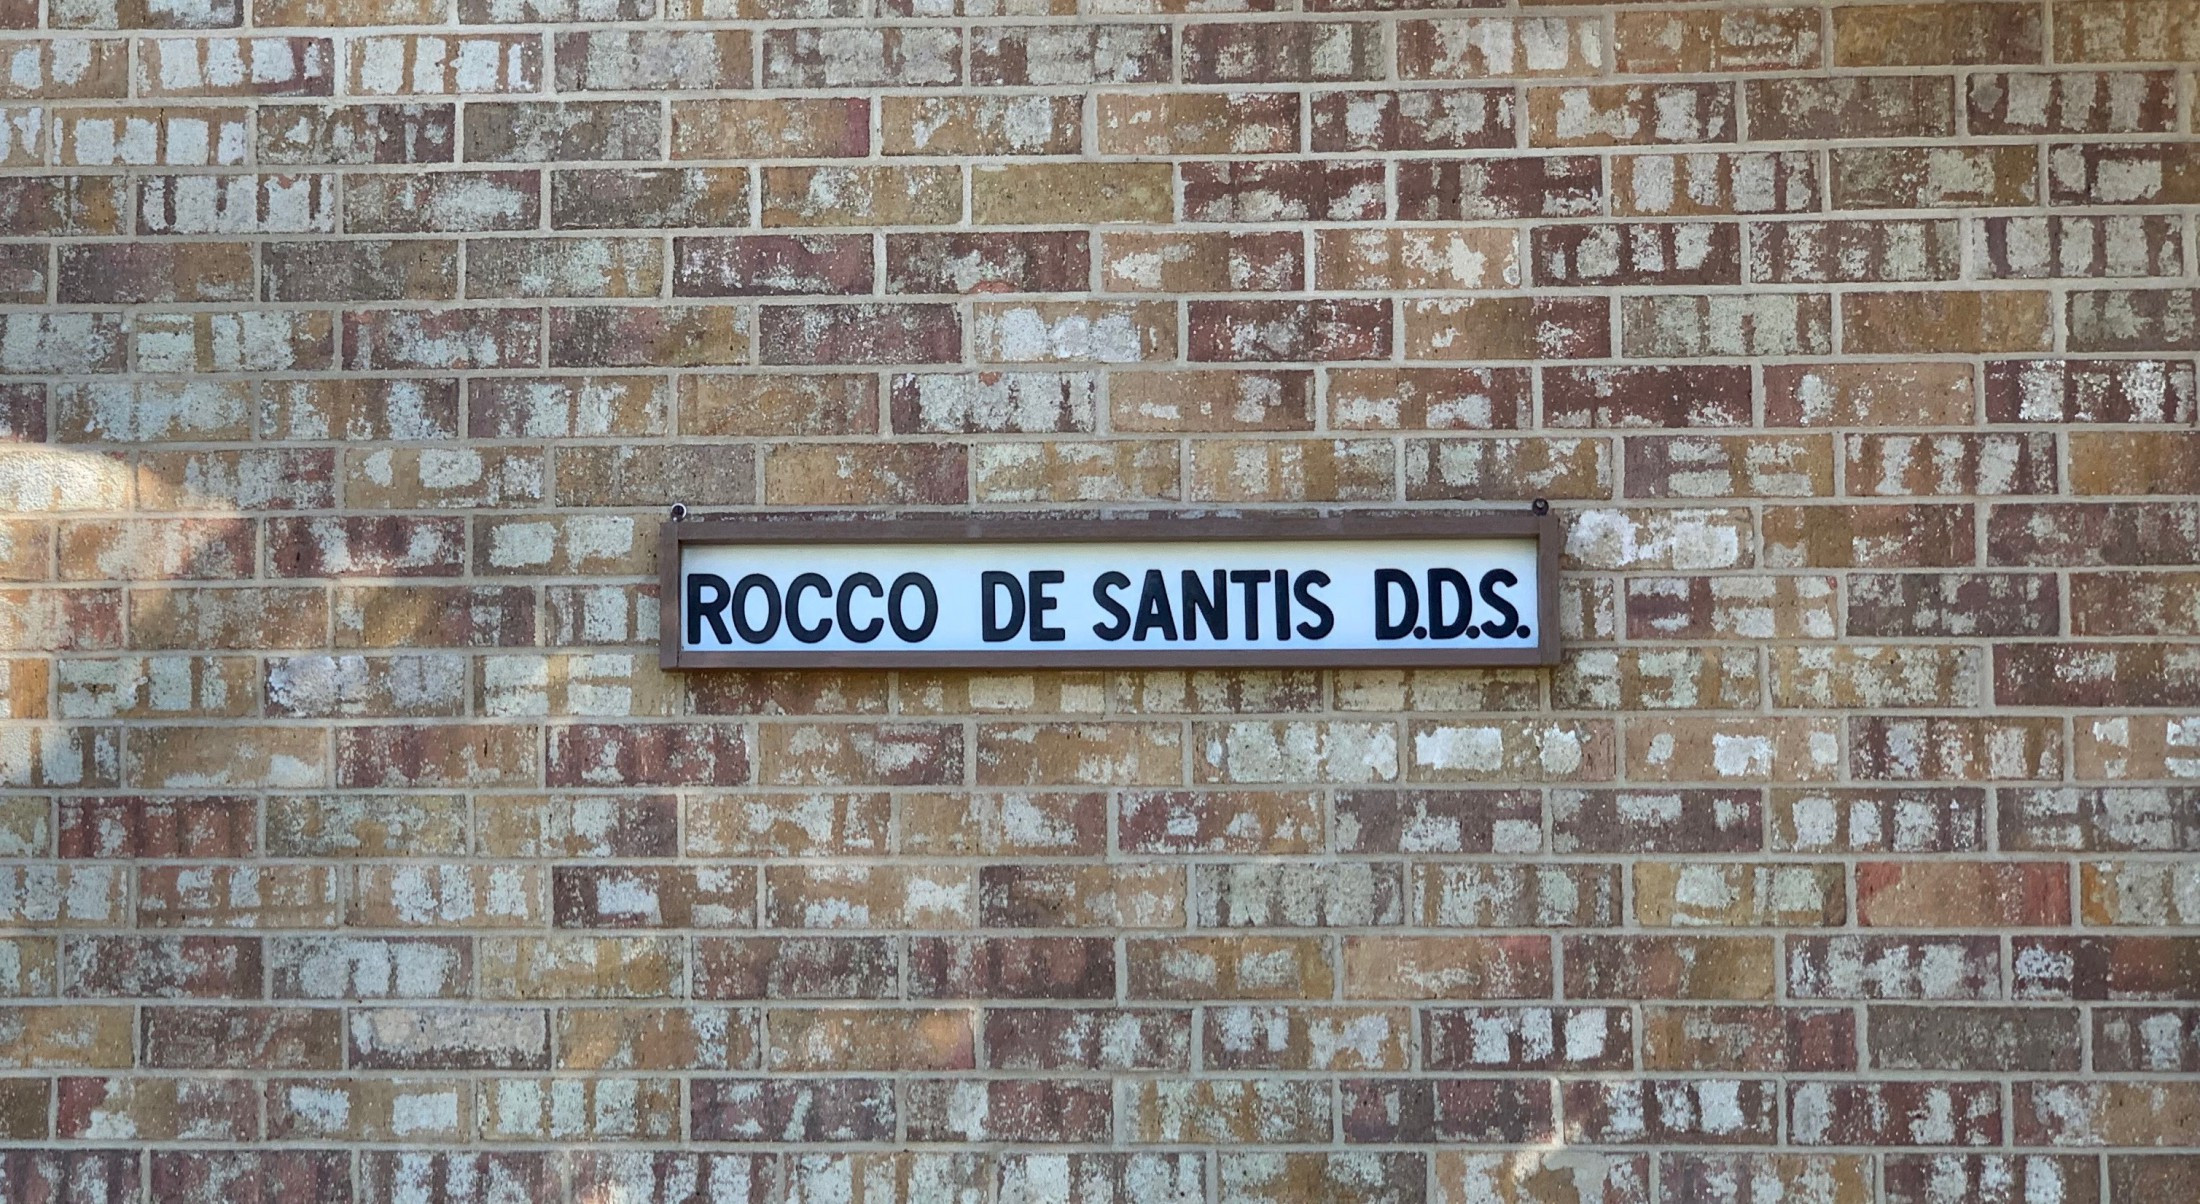 ROCCO DE SANTIS D.D.S.